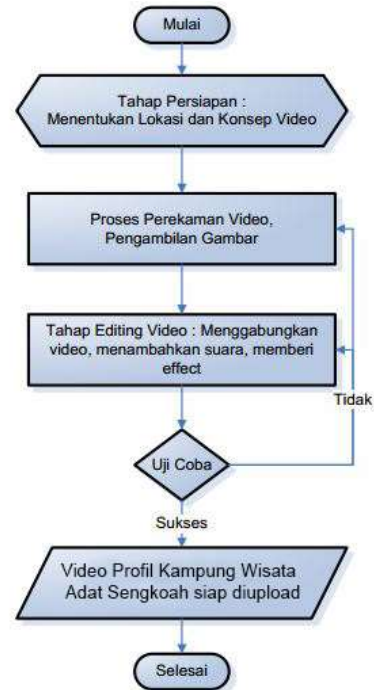 Mulai
Tahap Persiapan :
Menentukan Lokasi dan Konsep Video
Proses Perekaman Video,
Pengambilan Gambar
Tahap Editing Video : Menggabungkan
video, menambahkan suara, memberi
effect
Tidak
Uji Coba
Sukses
Video Profil Kampung Wisata
Adat Sengkoah siap diupload
Selesai